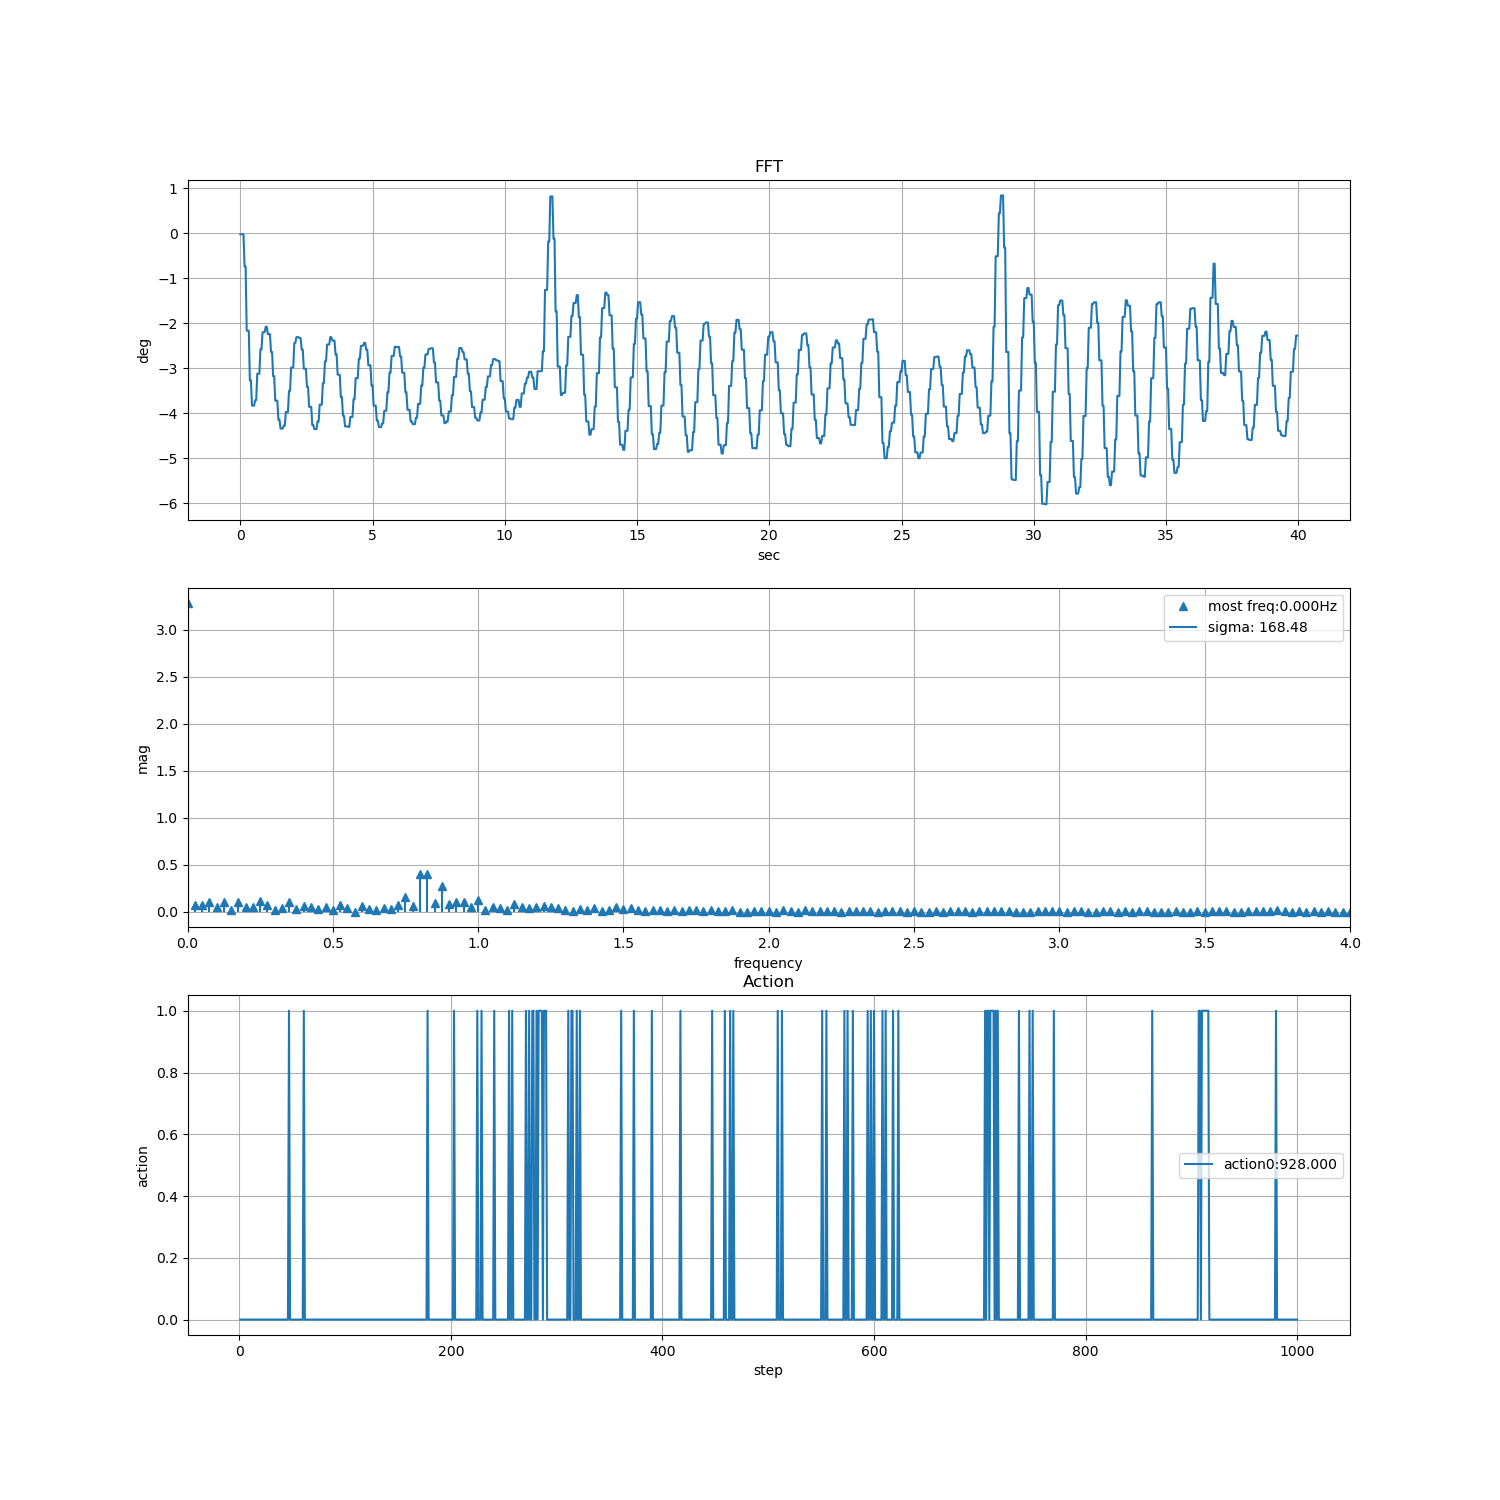 FFT
1
0
−1
−2
−3
−4
−5
−6
deg
0 5 10 15 20 25 30 35 40
sec
most freq:0.000Hz
sigma: 168.48
3.0
2.5
2.0
1.5
1.0
0.5
0.0
mag
0.0 0.5 1.0 1.5 2.0 2.5 3.0 3.5 4.0
frequency
Action
1.0
0.8
0.6
0.4
0.2
0.0
action
action0:928.000
0 200 400 600 800 1000
step